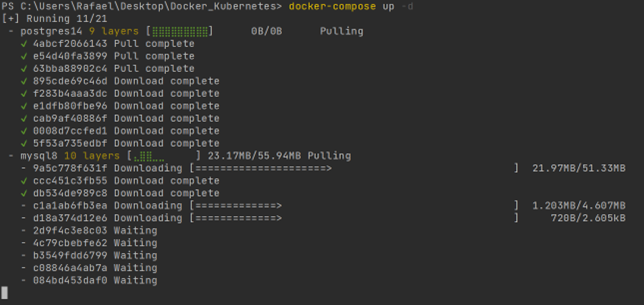 PS C:\Users\Rafael\Desktop\Docker_Kubernetes> docker-compose up -d
[+] Running 11/21
- postgres14 9 layers [⣿⣿⣿⣿⣿⣿⣿⣿⣿] 0B/0B Pulling
✓ 4abcf2066143 Pull complete
✓ e54d40fa3899 Pull complete
✓ 63bba88902c4 Pull complete
✓ 895cde69c46d Download complete
✓ f283b4aaa3dc Download complete
✓ e1dfb80fbe96 Download complete
✓ cab9af40886f Download complete
✓ 0008d7ccfed1 Download complete
✓ 5f53a735edbf Download complete
- mysql8 10 layers [⣄⣿⣿⣀⣀] 23.17MB/55.94MB Pulling
- 9a5c778f631f Downloading [=====================> ] 21.97MB/51.33MB
✓ ccc451c3fb55 Download complete
✓ db534de989c8 Download complete
- c1a1ab6fb3ea Downloading [=============> ] 1.203MB/4.607MB
- d18a374d12e6 Downloading [=============> ] 720B/2.605kB
- 2d9f4c3e8c03 Waiting
- 4c79cbebfe62 Waiting
- b3549fdd6799 Waiting
- c08846a4ab7a Waiting
- 084bd453daf0 Waiting